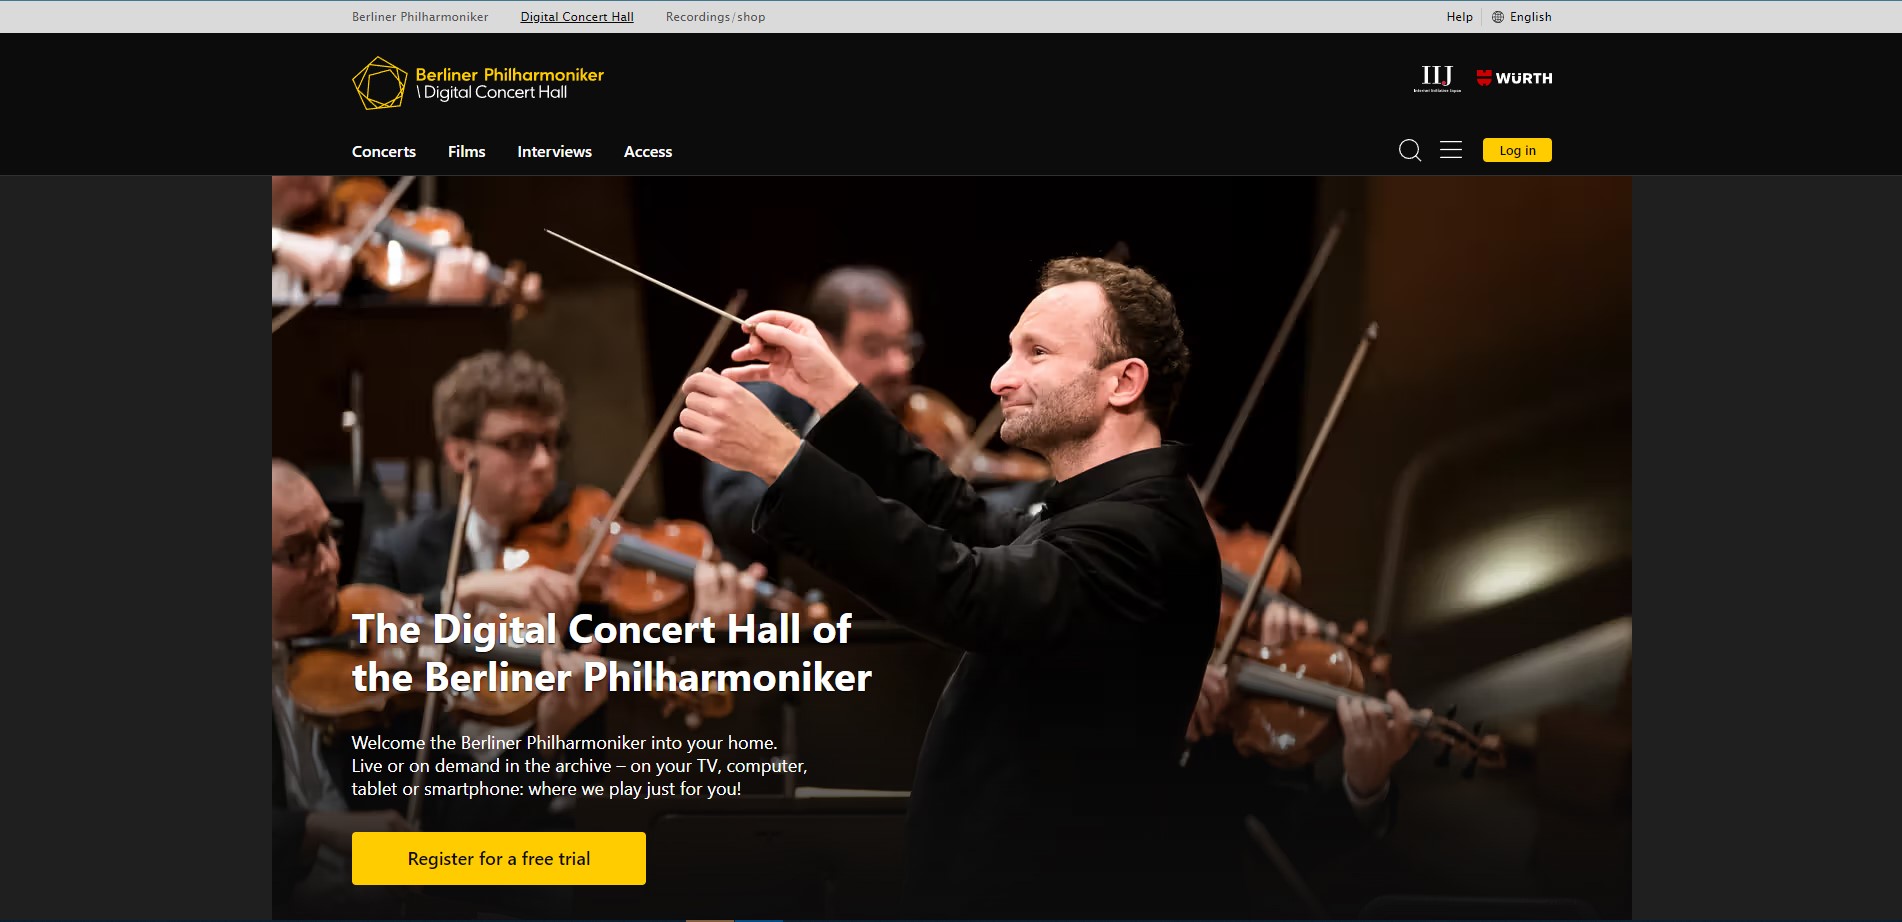 Berliner Philharmoniker
Digital Concert Hall
Recordings/shop
Help
English
Berliner Philharmoniker
\ Digital Concert Hall
IIJ
Internet Initiative Japan
WÜRTH
Concerts
Films
Interviews
Access
Log in
The Digital Concert Hall of
the Berliner Philharmoniker
Welcome the Berliner Philharmoniker into your home.
Live or on demand in the archive – on your TV, computer,
tablet or smartphone: where we play just for you!
Register for a free trial